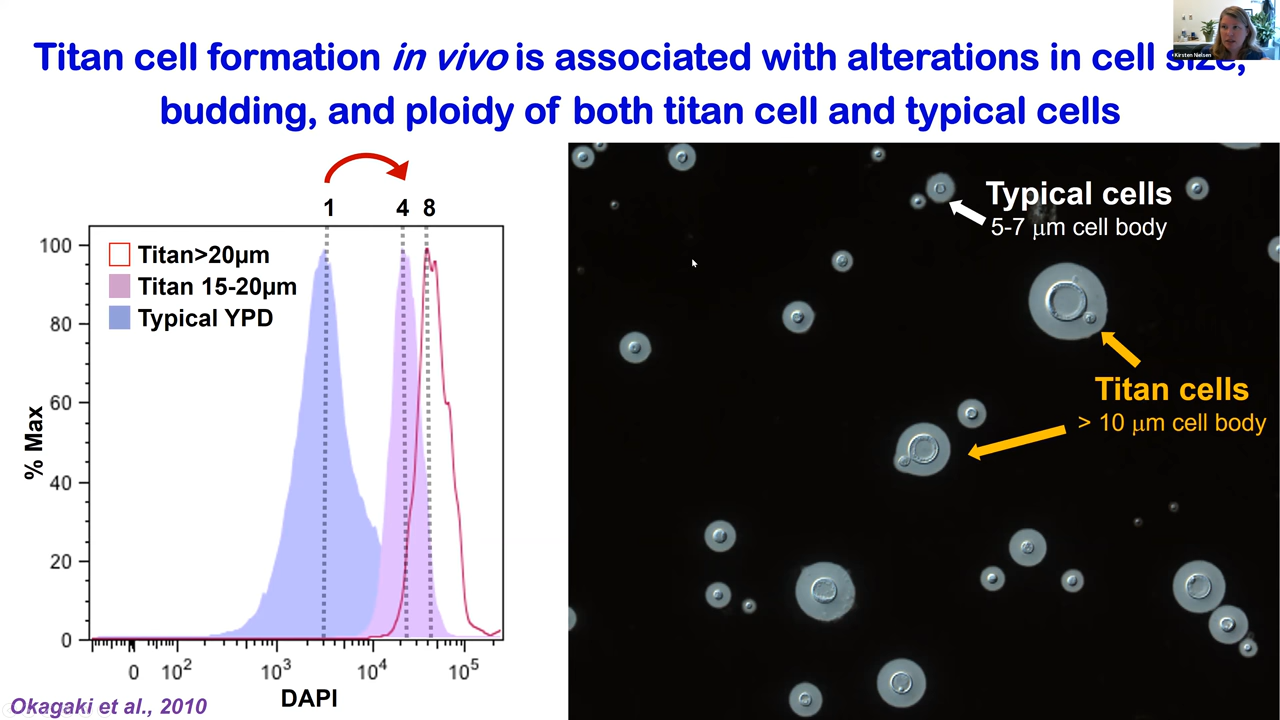 Kirsten Nielsen
Titan cell formation in vivo is associated with alterations in cell size,
budding, and ploidy of both titan cell and typical cells
1 4 8
Titan>20μm
Titan 15-20μm
Typical YPD
% Max
100
80
60
40
20
0
0 10² 10³ 10⁴ 10⁵
DAPI
Okagaki et al., 2010
Typical cells
5-7 μm cell body
Titan cells
> 10 μm cell body